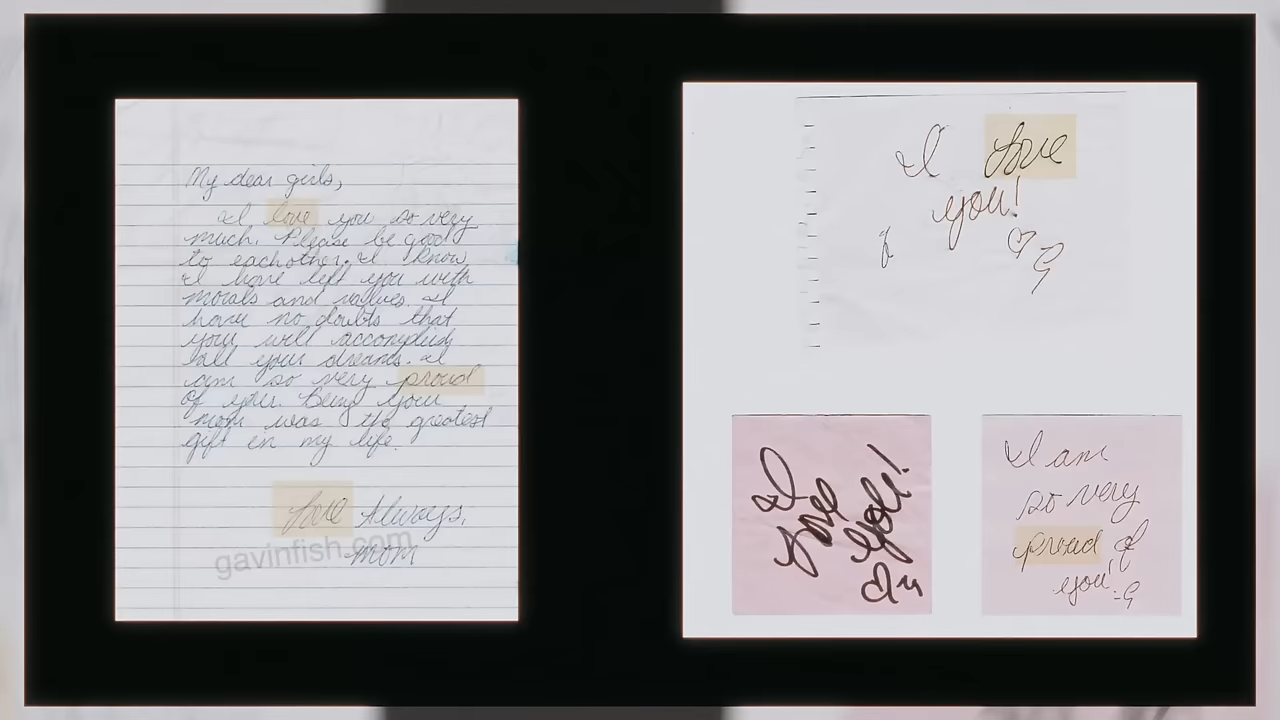 My dear girls,
I love you so very
much. Please be good
to eachother. I know
I have left you with
morals and values. I
have no doubts that
you will accomplish
all your dreams. I
am so very proud
of you. Being your
mom was the greatest
gift in my life.
Love Always,
mom
gavinfish.com
I love
you!
G
I
love
you!
I am
so very
proud of
you!
-G